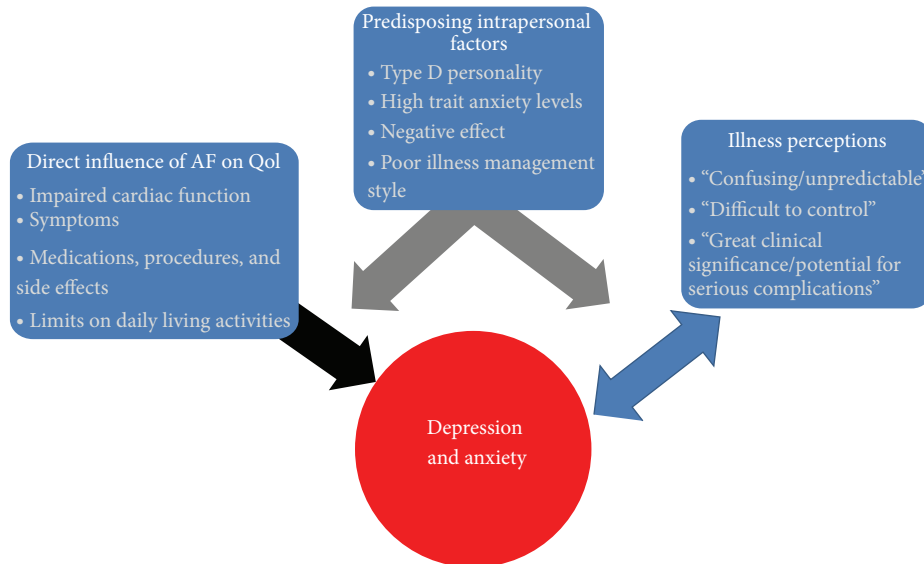 Predisposing intrapersonal
factors
• Type D personality
• High trait anxiety levels
• Negative effect
• Poor illness management
style
Direct influence of AF on Qol
• Impaired cardiac function
• Symptoms
• Medications, procedures, and
side effects
• Limits on daily living activities
Illness perceptions
• “Confusing/unpredictable”
• “Difficult to control”
• “Great clinical
significance/potential for
serious complications”
Depression
and anxiety